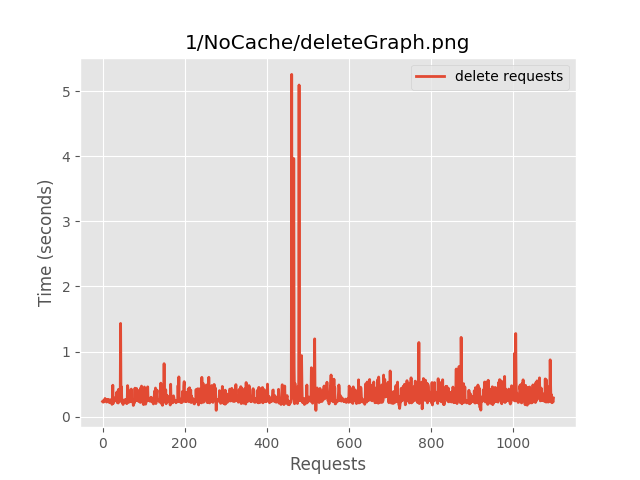 1/NoCache/deleteGraph.png
delete requests
5
4
3
2
1
0
Time (seconds)
0 200 400 600 800 1000
Requests